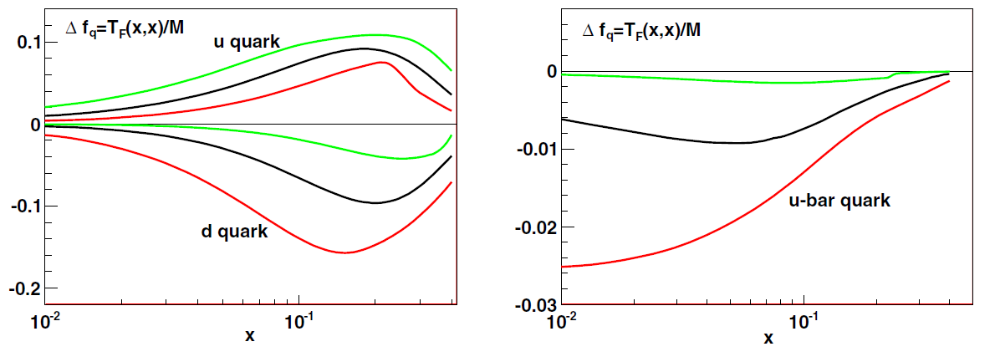 Δ f_q=T_F(x,x)/M
u quark
d quark
0.1
0
-0.1
-0.2
10^-2
10^-1
x
Δ f_q=T_F(x,x)/M
u-bar quark
0
-0.01
-0.02
-0.03
10^-2
10^-1
x